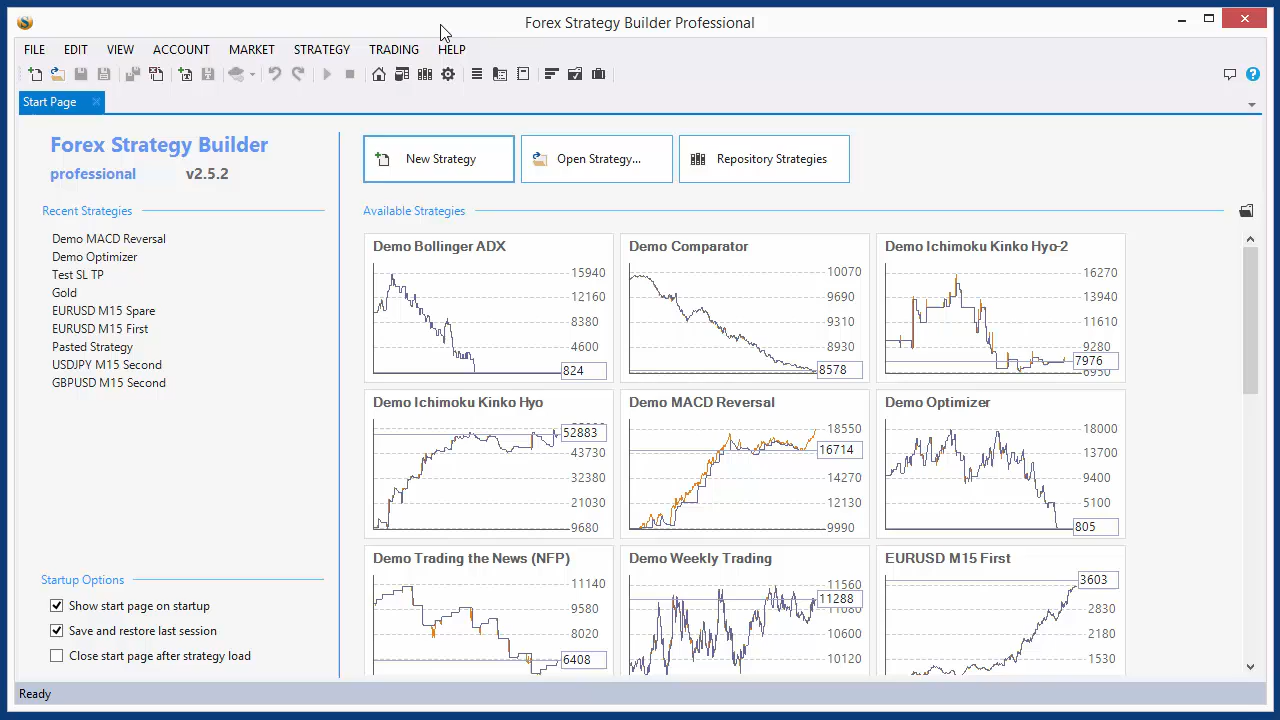 Forex Strategy Builder Professional
FILE EDIT VIEW ACCOUNT MARKET STRATEGY TRADING HELP
Start Page
Forex Strategy Builder
professional v2.5.2
Recent Strategies
Demo MACD Reversal
Demo Optimizer
Test SL TP
Gold
EURUSD M15 Spare
EURUSD M15 First
Pasted Strategy
USDJPY M15 Second
GBPUSD M15 Second
Startup Options
Show start page on startup
Save and restore last session
Close start page after strategy load
New Strategy
Open Strategy...
Repository Strategies
Available Strategies
Demo Bollinger ADX
15940
12160
8380
4600
824
Demo Comparator
10070
9690
9310
8930
8578
Demo Ichimoku Kinko Hyo-2
16270
13940
11610
9280
7976
6950
Demo Ichimoku Kinko Hyo
52883
43730
32380
21030
9680
Demo MACD Reversal
18550
16714
14270
12130
9990
Demo Optimizer
18000
13700
9400
5100
805
Demo Trading the News (NFP)
11140
9580
8020
6408
Demo Weekly Trading
11560
11288
11080
10600
10120
EURUSD M15 First
3603
2830
2180
1530
Ready